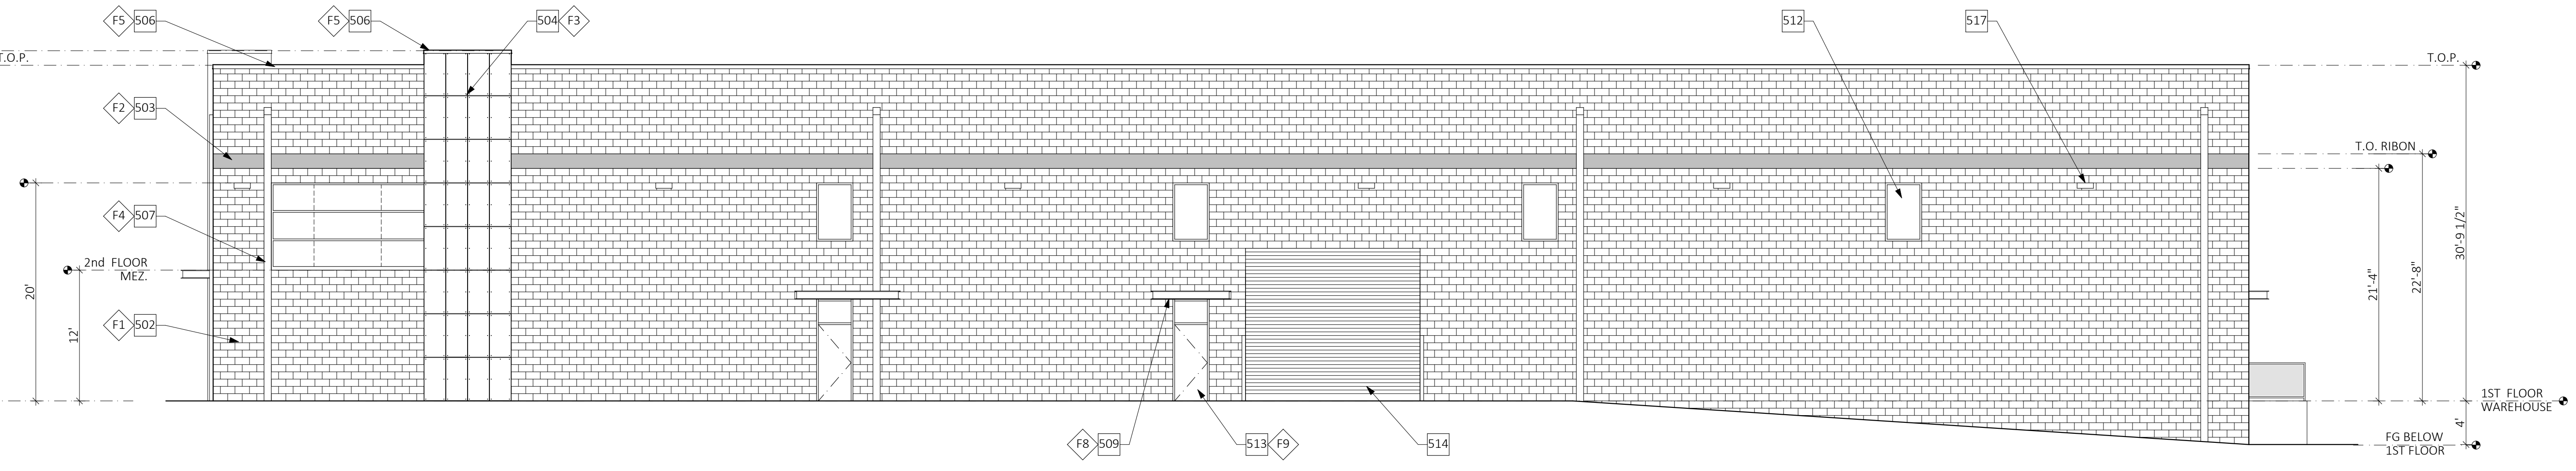 F5 506
F5 506
504 F3
512
517
T.O.P.
T.O.P.
F2 503
T.O. RIBON
F4 507
2nd FLOOR
MEZ.
20'
12'
F1 502
21'-4"
22'-8"
30'-9 1/2"
1ST FLOOR
WAREHOUSE
4'
F8 509
513 F9
514
FG BELOW
1ST FLOOR